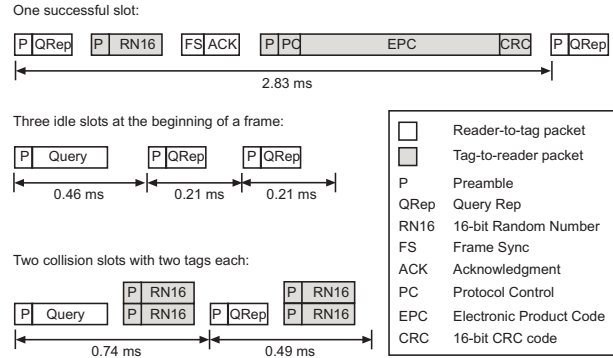 One successful slot:
P QRep P RN16 FS ACK P PC EPC CRC P QRep
2.83 ms
Three idle slots at the beginning of a frame:
P Query P QRep P QRep
0.46 ms 0.21 ms 0.21 ms
Two collision slots with two tags each:
P RN16 P RN16
P Query P RN16 P QRep P RN16
0.74 ms 0.49 ms
Reader-to-tag packet
Tag-to-reader packet
P Preamble
QRep Query Rep
RN16 16-bit Random Number
FS Frame Sync
ACK Acknowledgment
PC Protocol Control
EPC Electronic Product Code
CRC 16-bit CRC code